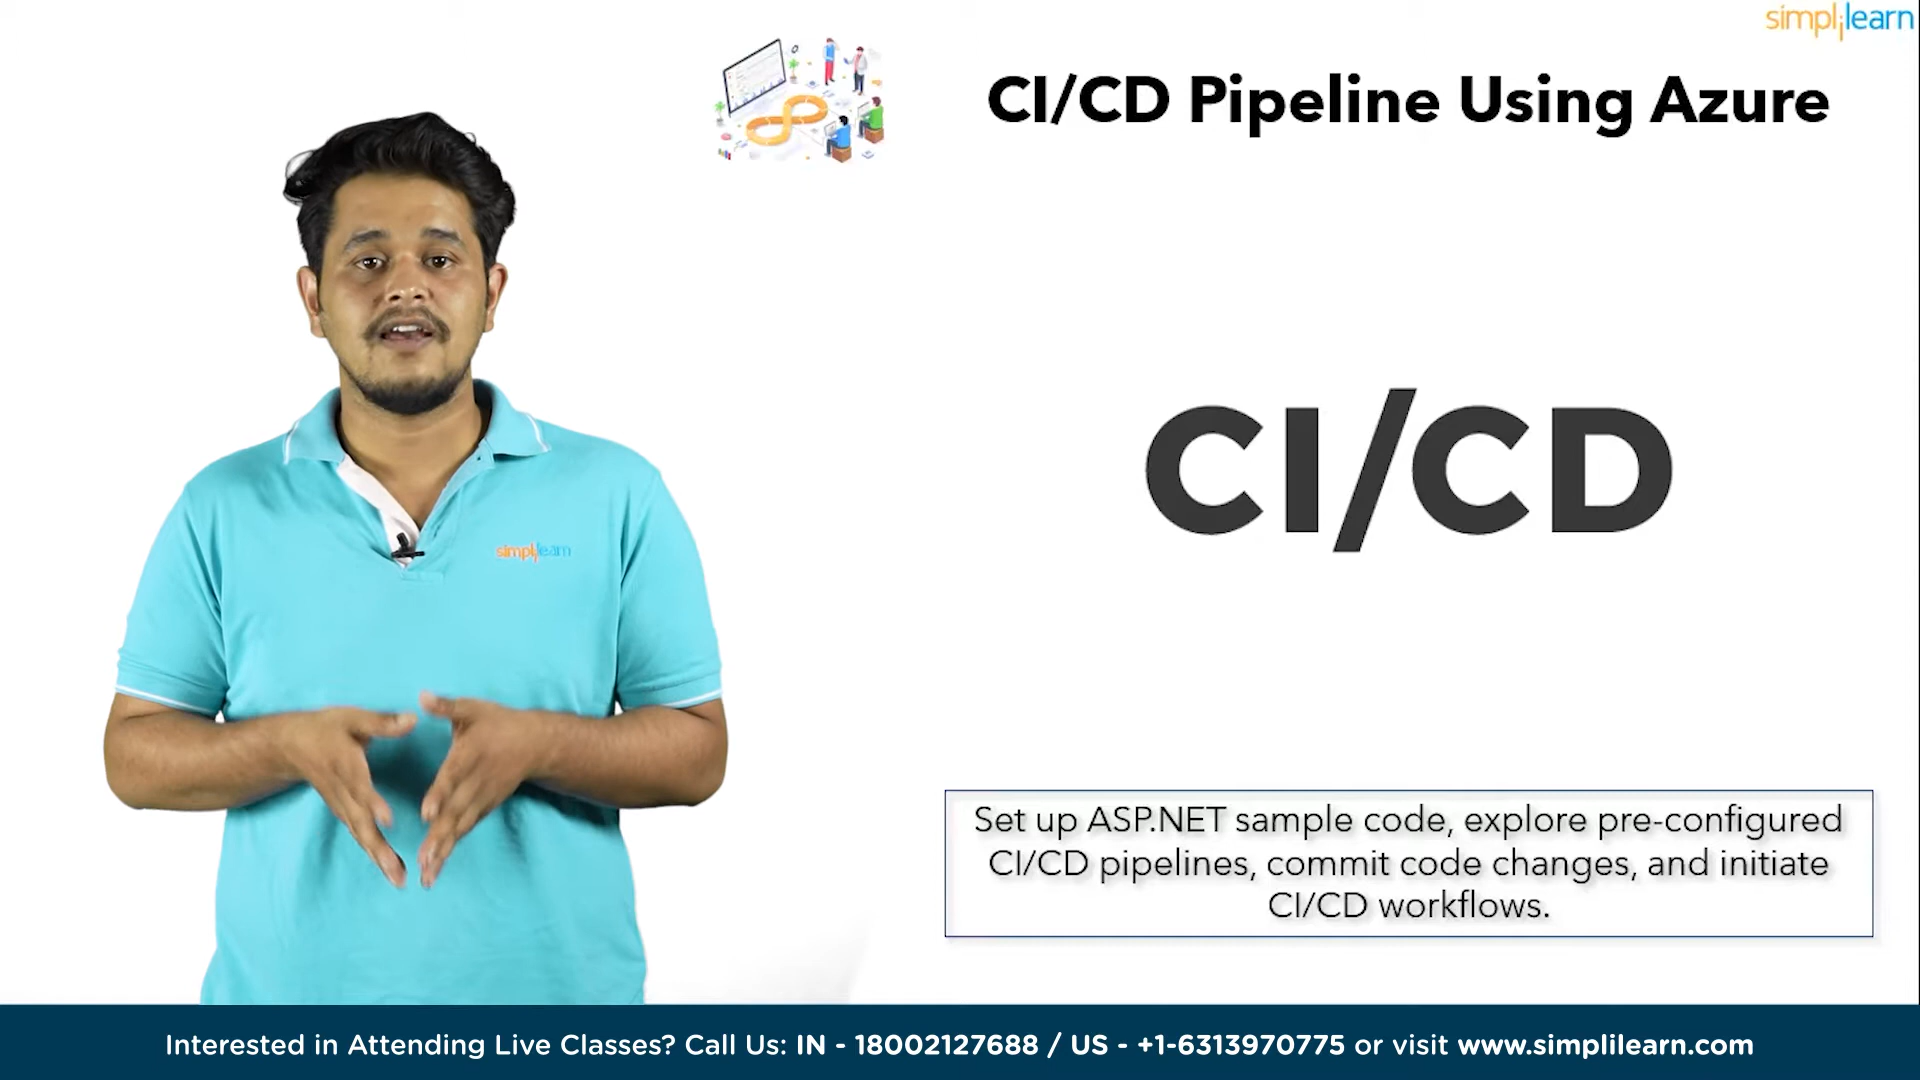 simplilearn
CI/CD Pipeline Using Azure
CI/CD
simplilearn
Set up ASP.NET sample code, explore pre-configured
CI/CD pipelines, commit code changes, and initiate
CI/CD workflows.
Interested in Attending Live Classes? Call Us: IN - 18002127688 / US - +1-6313970775 or visit www.simplilearn.com